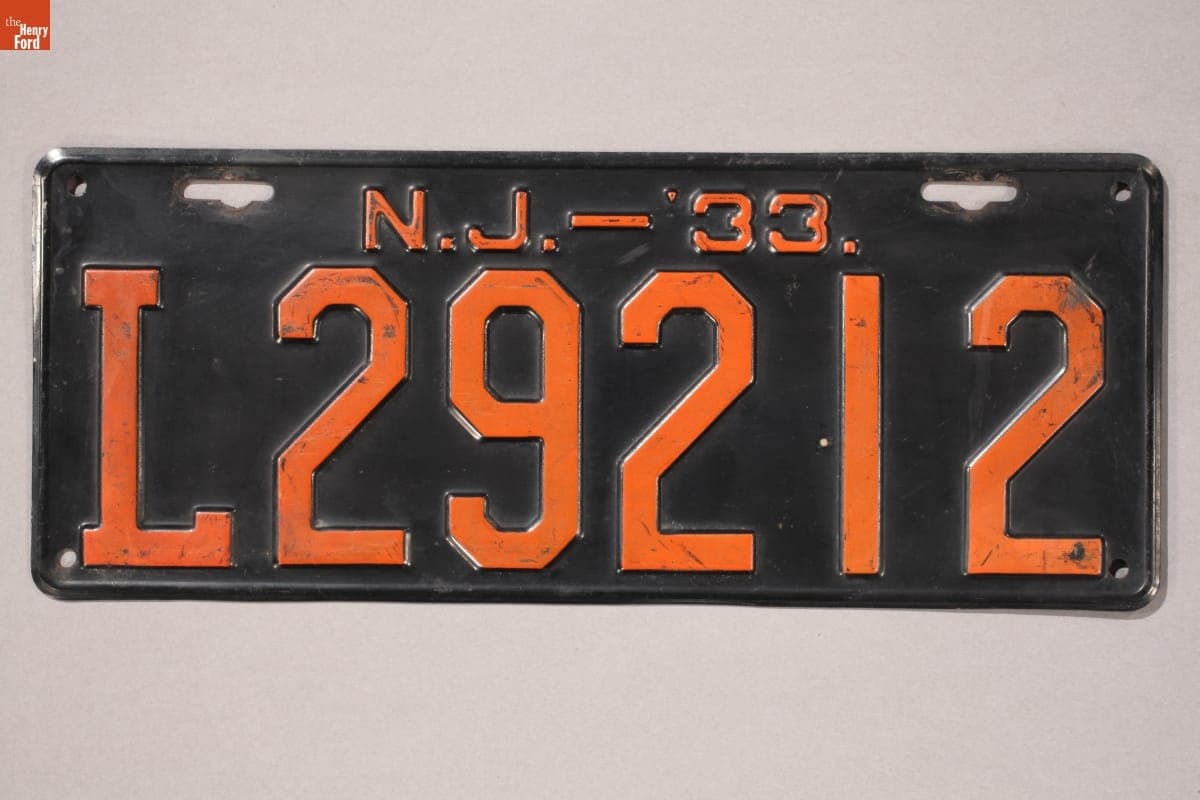 the
Henry
Ford
N.J.—'33.
L29212